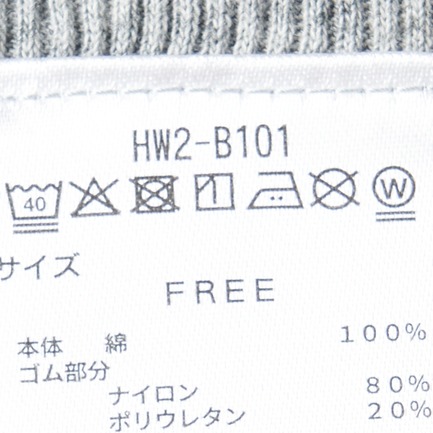 HW2-B101
40 W
サイズ
FREE
本体 綿 100%
ゴム部分
ナイロン 80%
ポリウレタン 20%